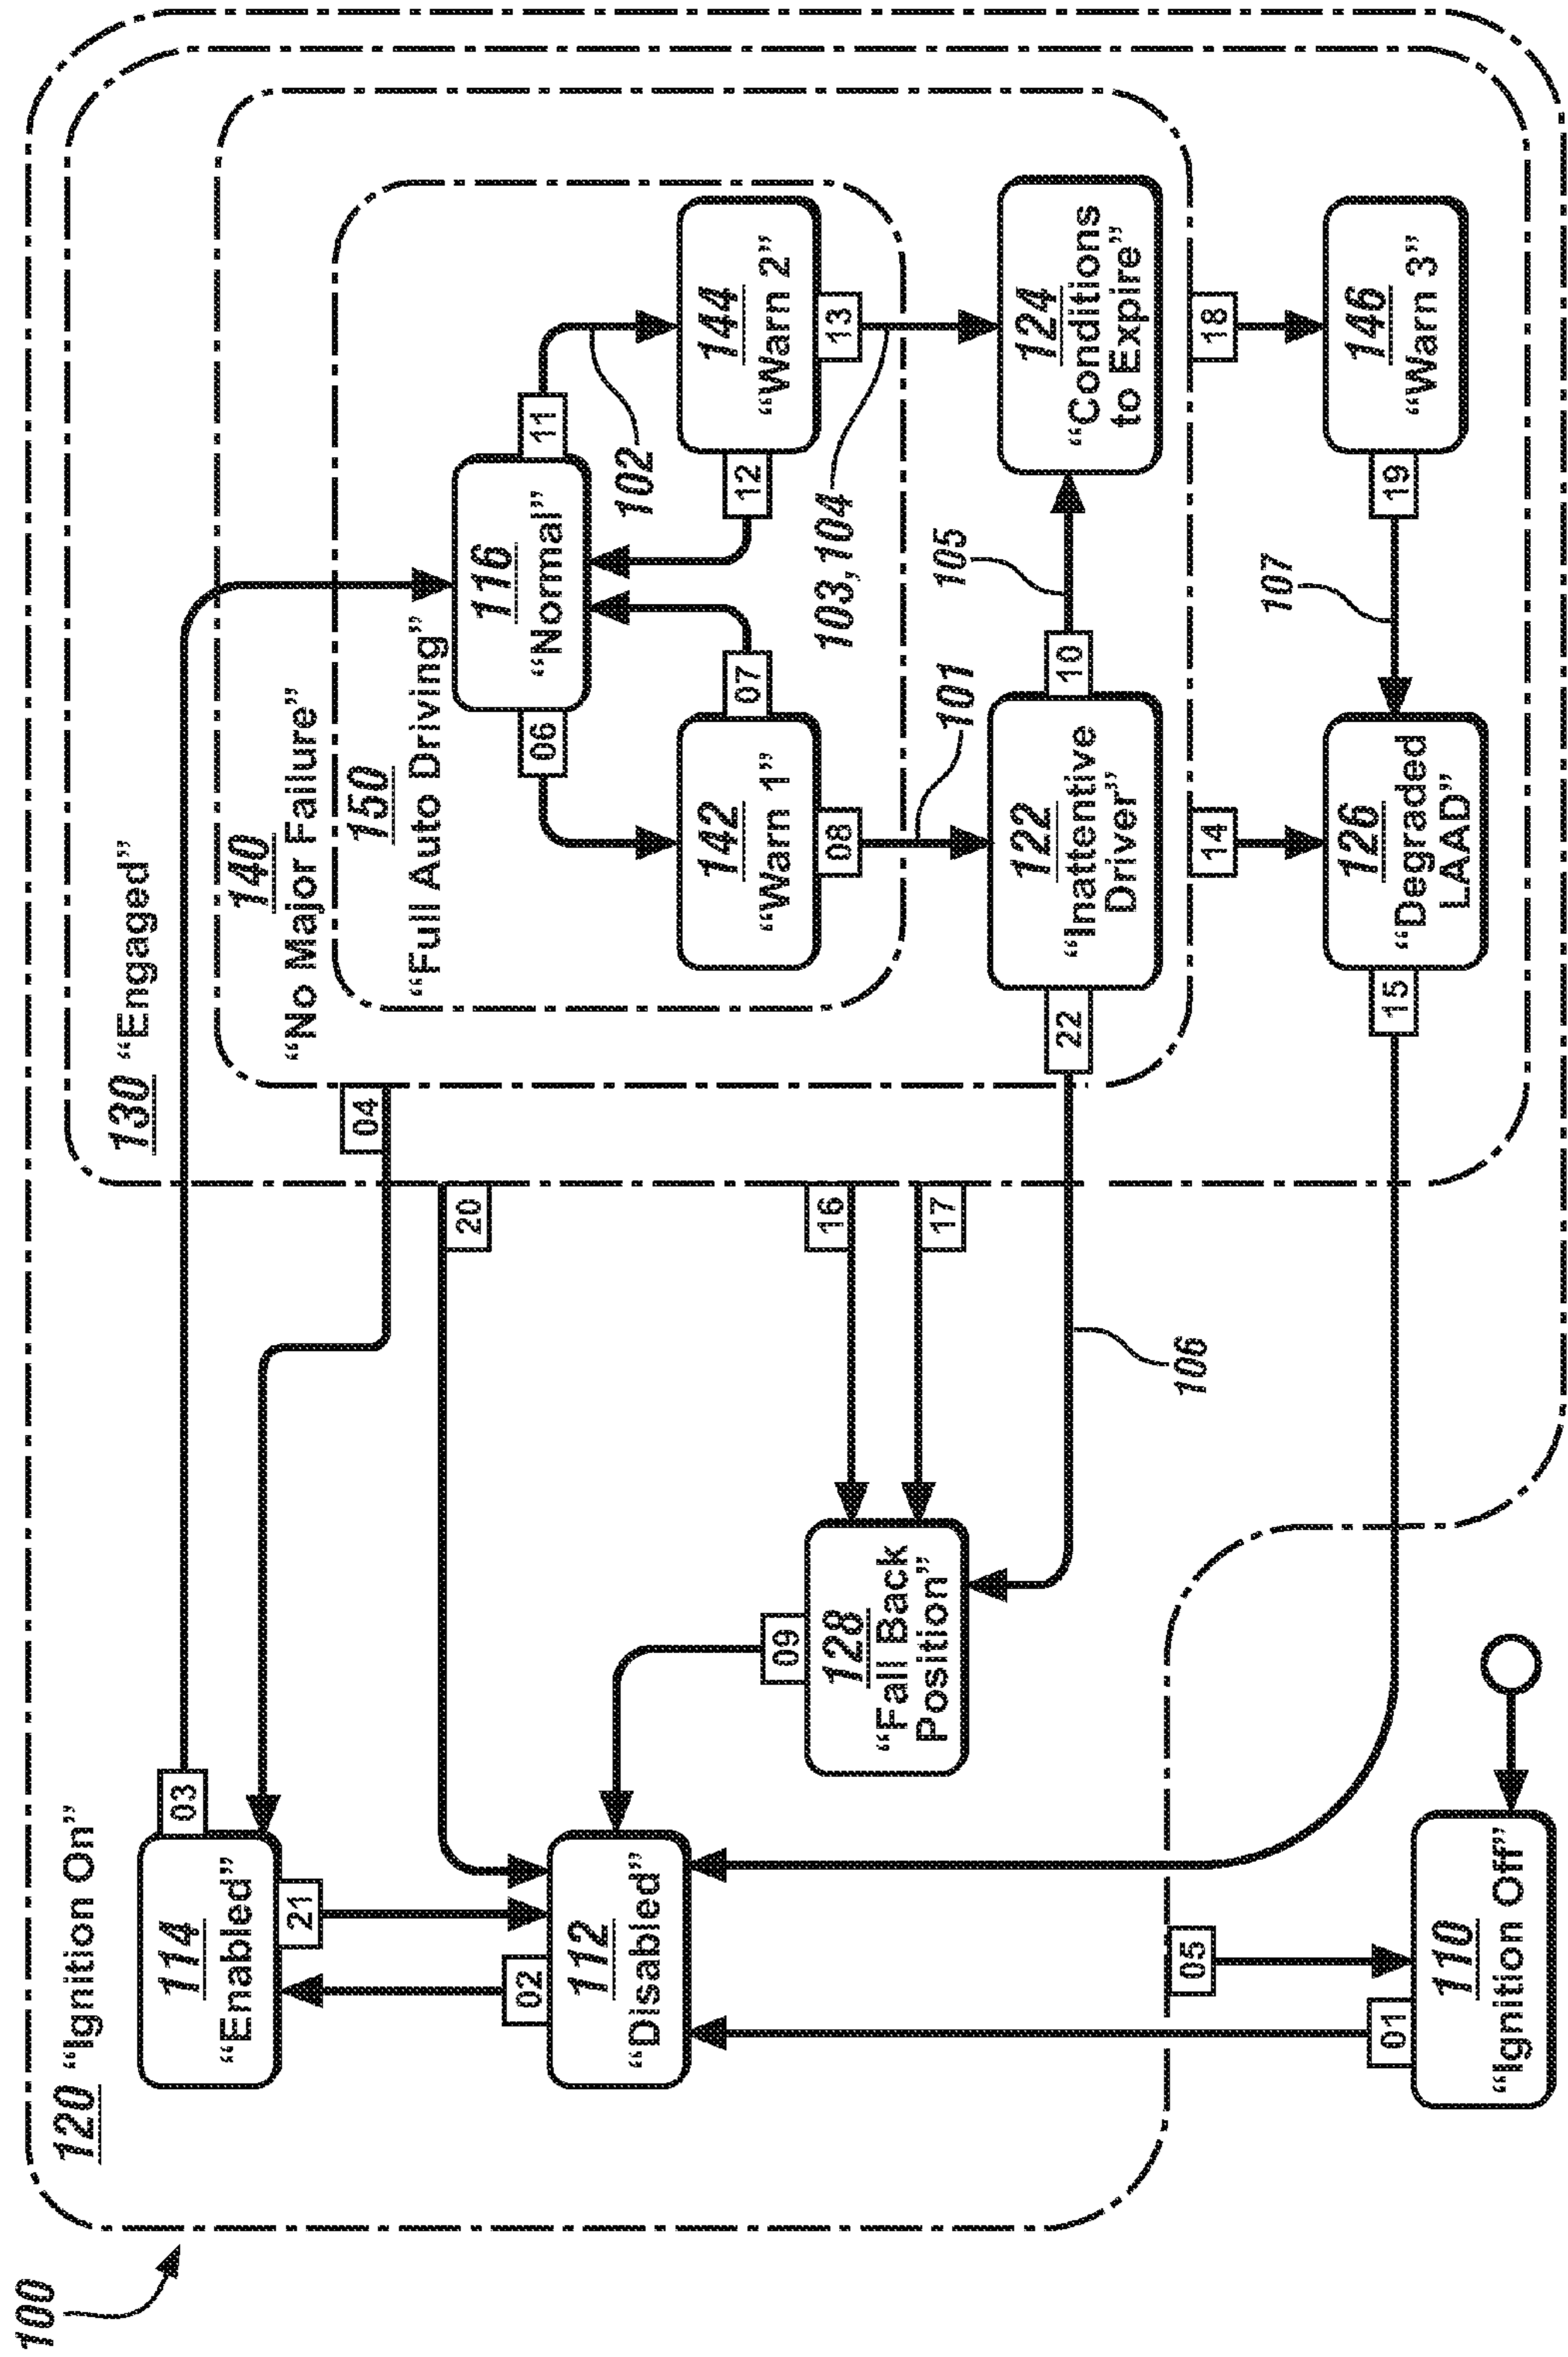 100
120 "Ignition On"
130 "Engaged"
140
"No Major Failure"
150
"Full Auto Driving"
114
"Enabled"
03
21
04
02
20
112
"Disabled"
09
128
"Fall Back
Position"
16
17
22
106
116
"Normal"
06
11
102
142
"Warn 1"
07
08
101
144
"Warn 2"
12
13
103,104
122
"Inattentive
Driver"
10
105
124
"Conditions
to Expire"
14
18
126
"Degraded
LAAD"
15
107
146
"Warn 3"
19
05
01
110
"Ignition Off"